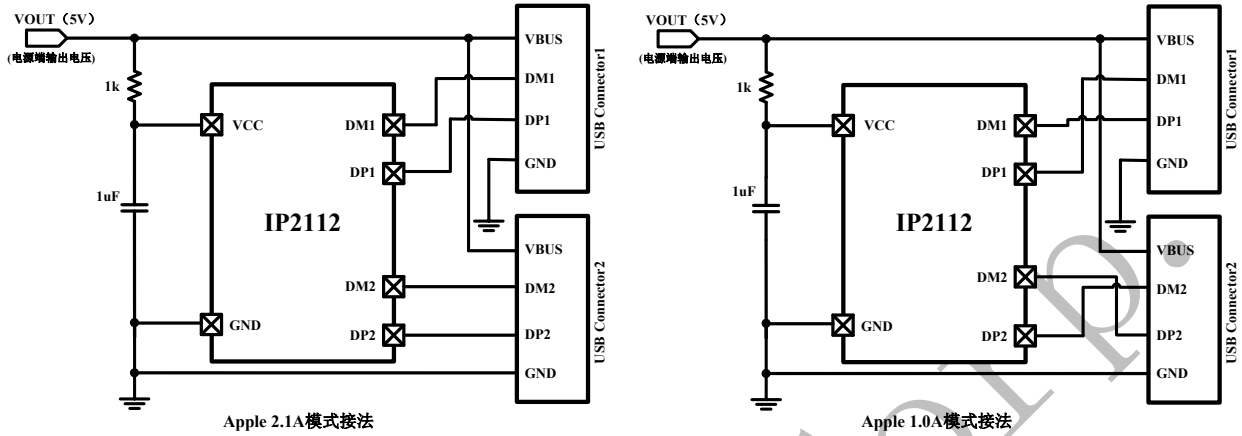 VOUT（5V）
(电源端输出电压)
1k
1uF
VCC
GND
IP2112
DM1
DP1
DM2
DP2
VBUS
DM1
DP1
GND
USB Connector1
VBUS
DM2
DP2
GND
USB Connector2
Apple 2.1A模式接法
VOUT（5V）
(电源端输出电压)
1k
1uF
VCC
GND
IP2112
DM1
DP1
DM2
DP2
VBUS
DM1
DP1
GND
USB Connector1
VBUS
DM2
DP2
GND
USB Connector2
Apple 1.0A模式接法
orp.